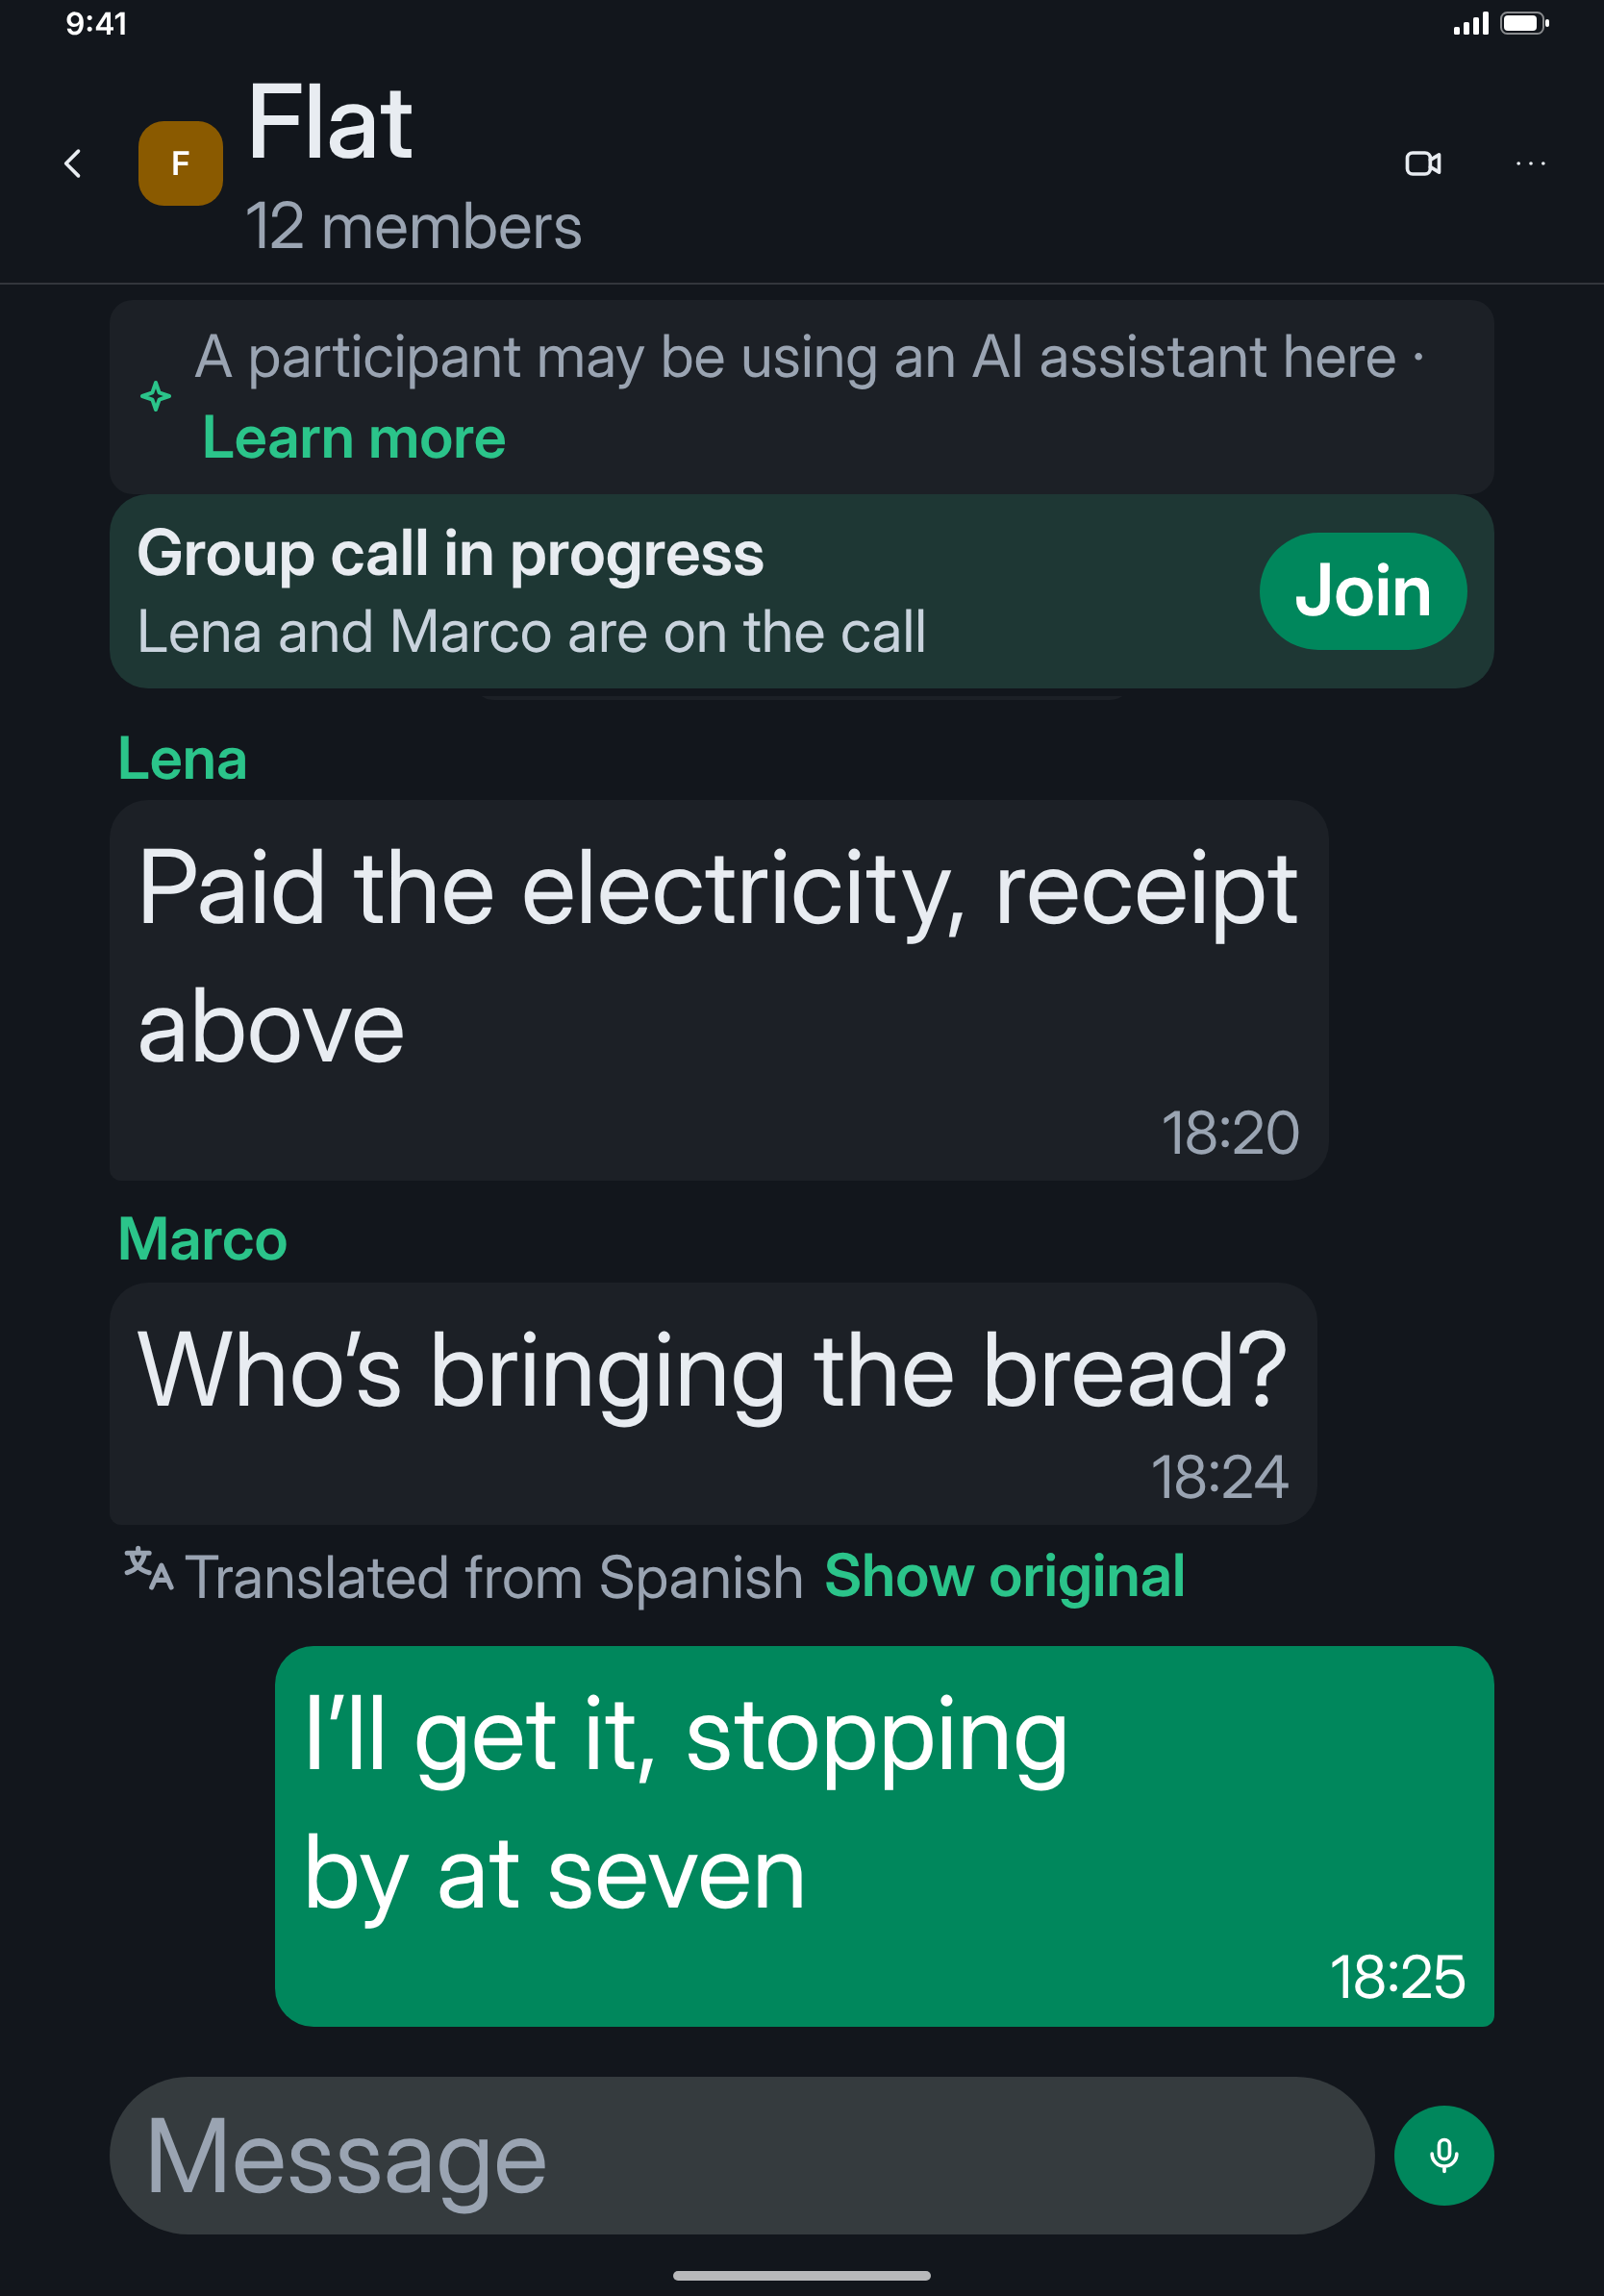 9:41
F
Flat
12 members
A participant may be using an AI assistant here ·
Learn more
Group call in progress
Lena and Marco are on the call
Join
Lena
Paid the electricity, receipt
above
18:20
Marco
Who’s bringing the bread?
18:24
Translated from Spanish Show original
I’ll get it, stopping
by at seven
18:25
Message